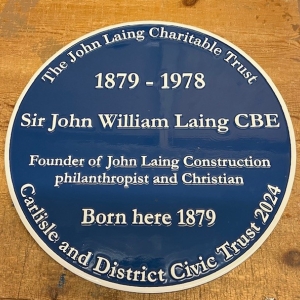 The John Laing Charitable Trust
1879 - 1978
Sir John William Laing CBE
Founder of John Laing Construction
philanthropist and Christian
Born here 1879
Carlisle and District Civic Trust 2024